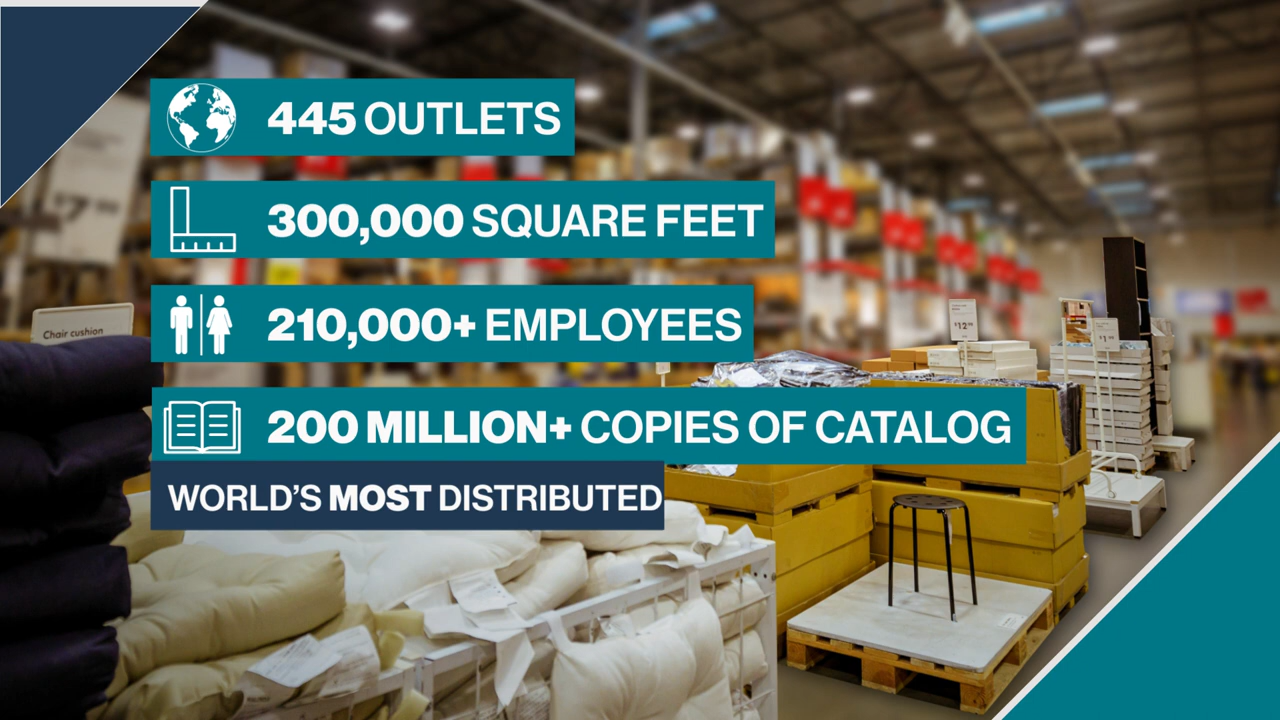 445 OUTLETS
300,000 SQUARE FEET
210,000+ EMPLOYEES
Chair cushion
200 MILLION+ COPIES OF CATALOG
WORLD'S MOST DISTRIBUTED